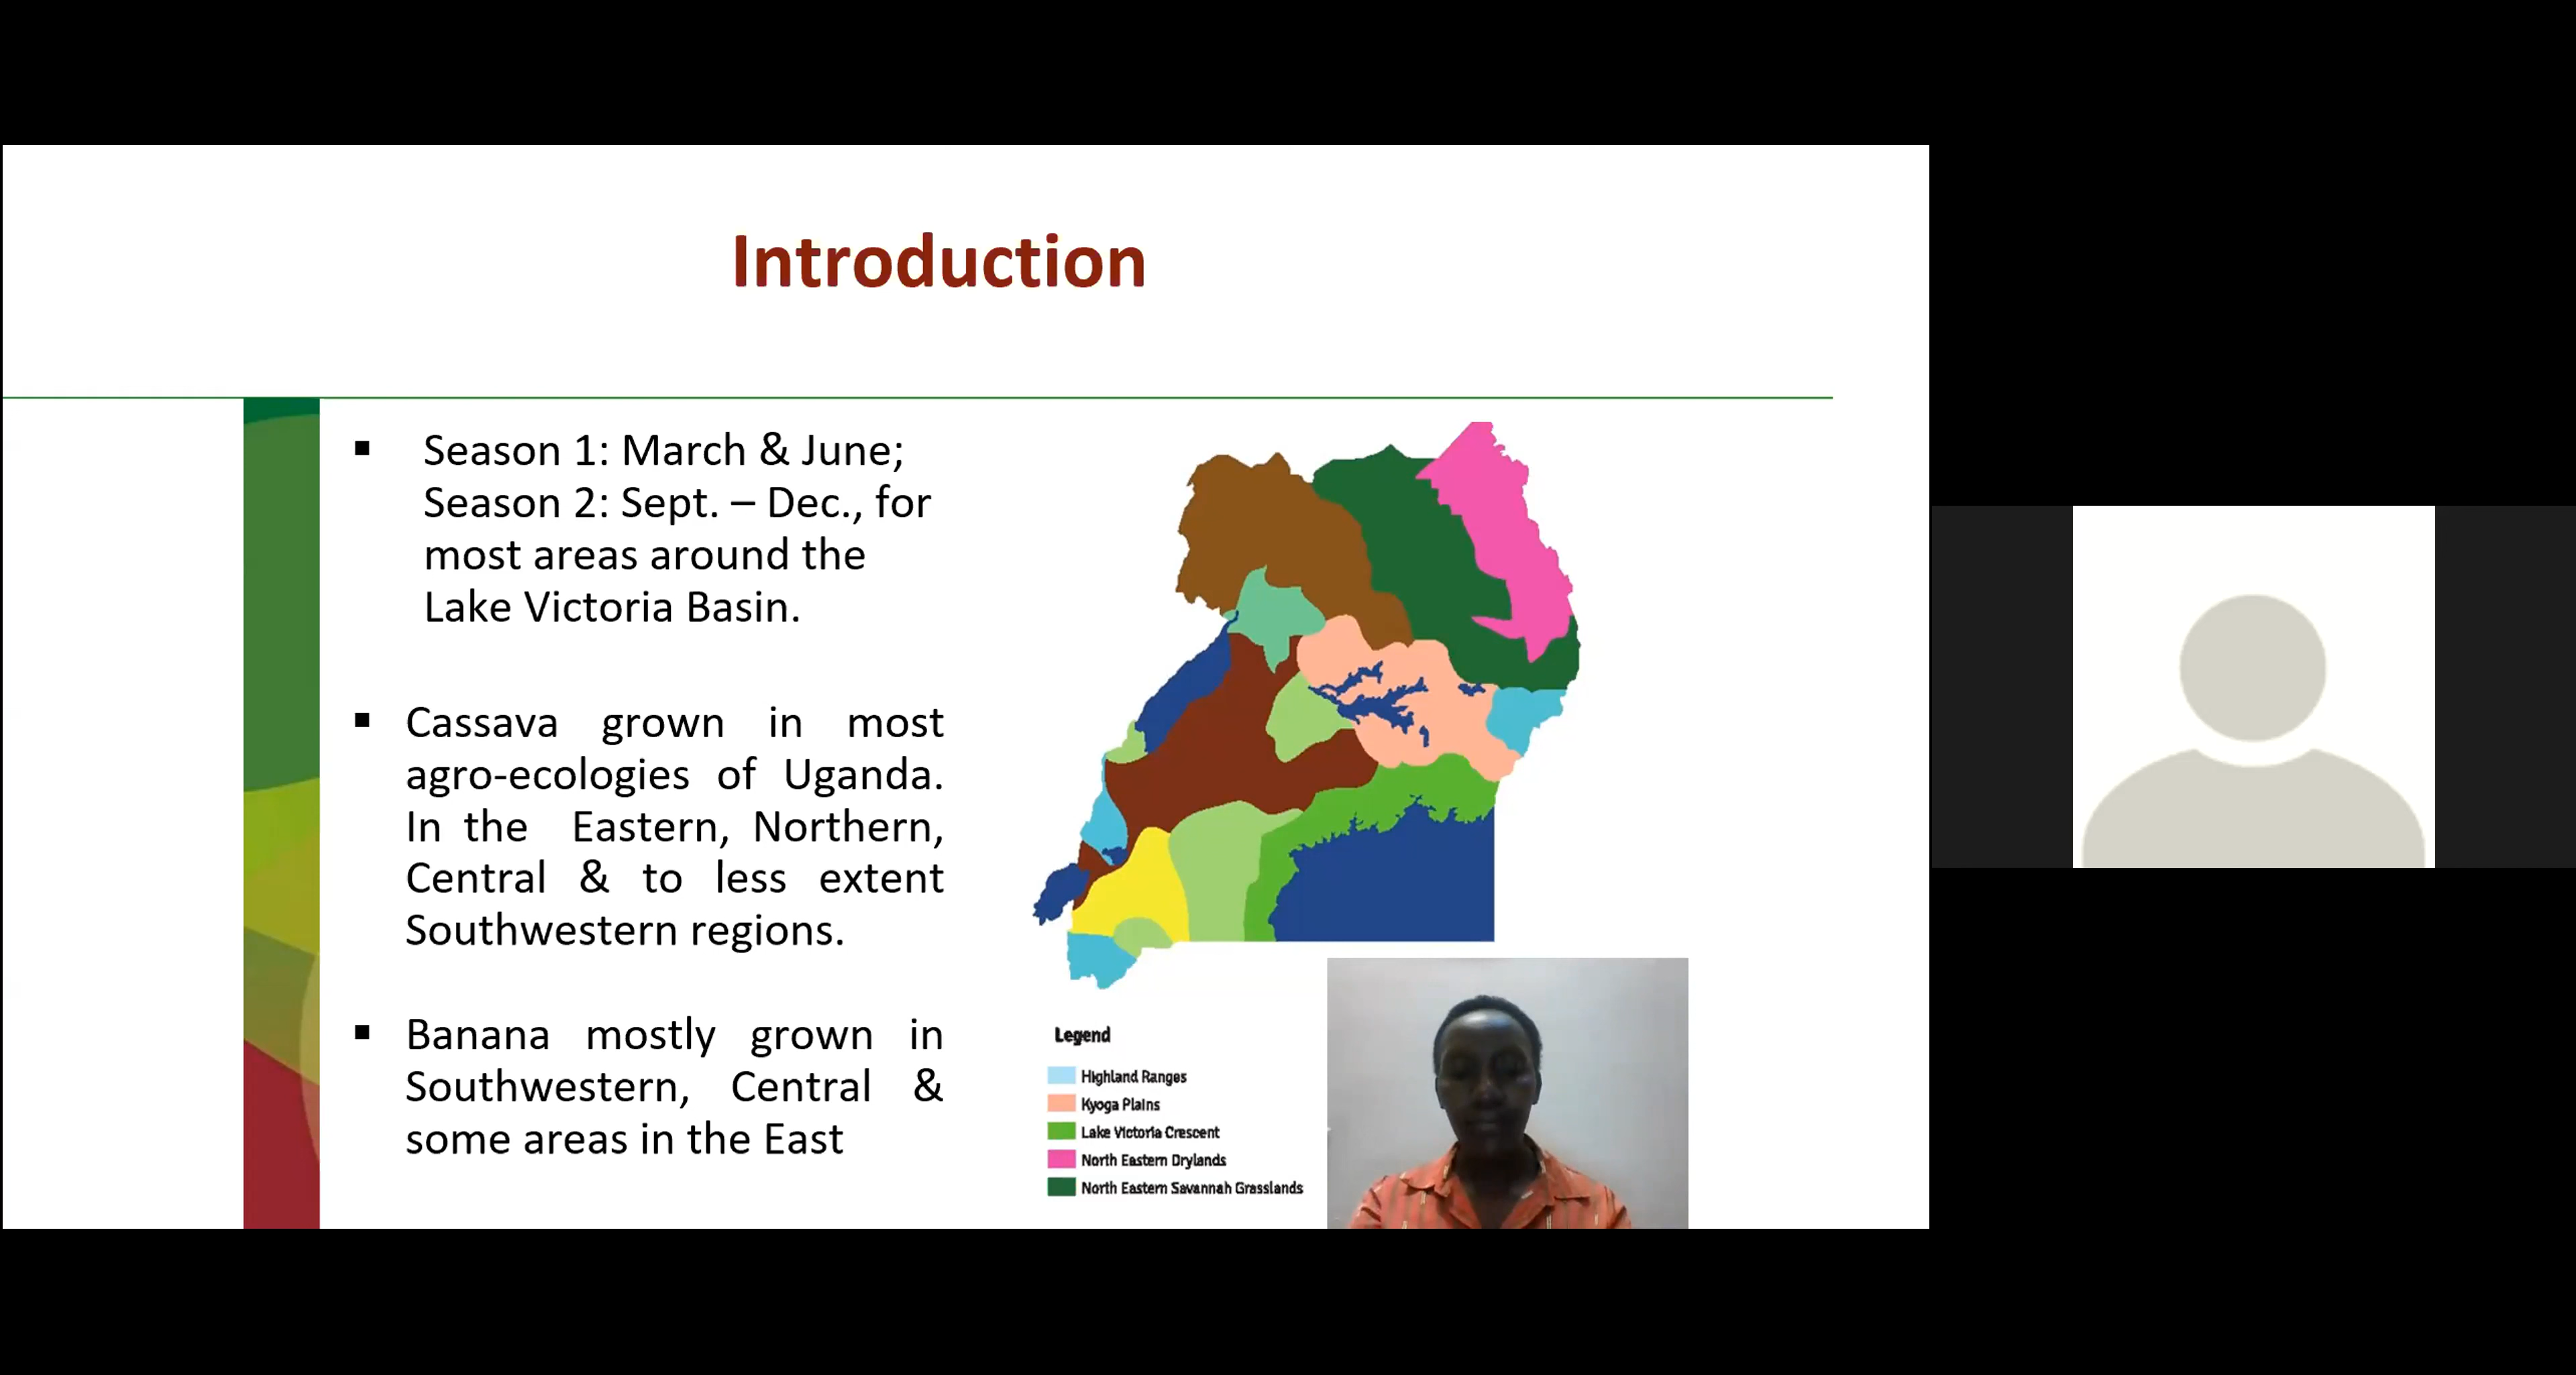 Introduction
Season 1: March & June;
Season 2: Sept. – Dec., for
most areas around the
Lake Victoria Basin.
Cassava grown in most
agro-ecologies of Uganda.
In the Eastern, Northern,
Central & to less extent
Southwestern regions.
Banana mostly grown in
Southwestern, Central &
some areas in the East
Legend
Highland Ranges
Kyoga Plains
Lake Victoria Crescent
North Eastern Drylands
North Eastern Savannah Grasslands